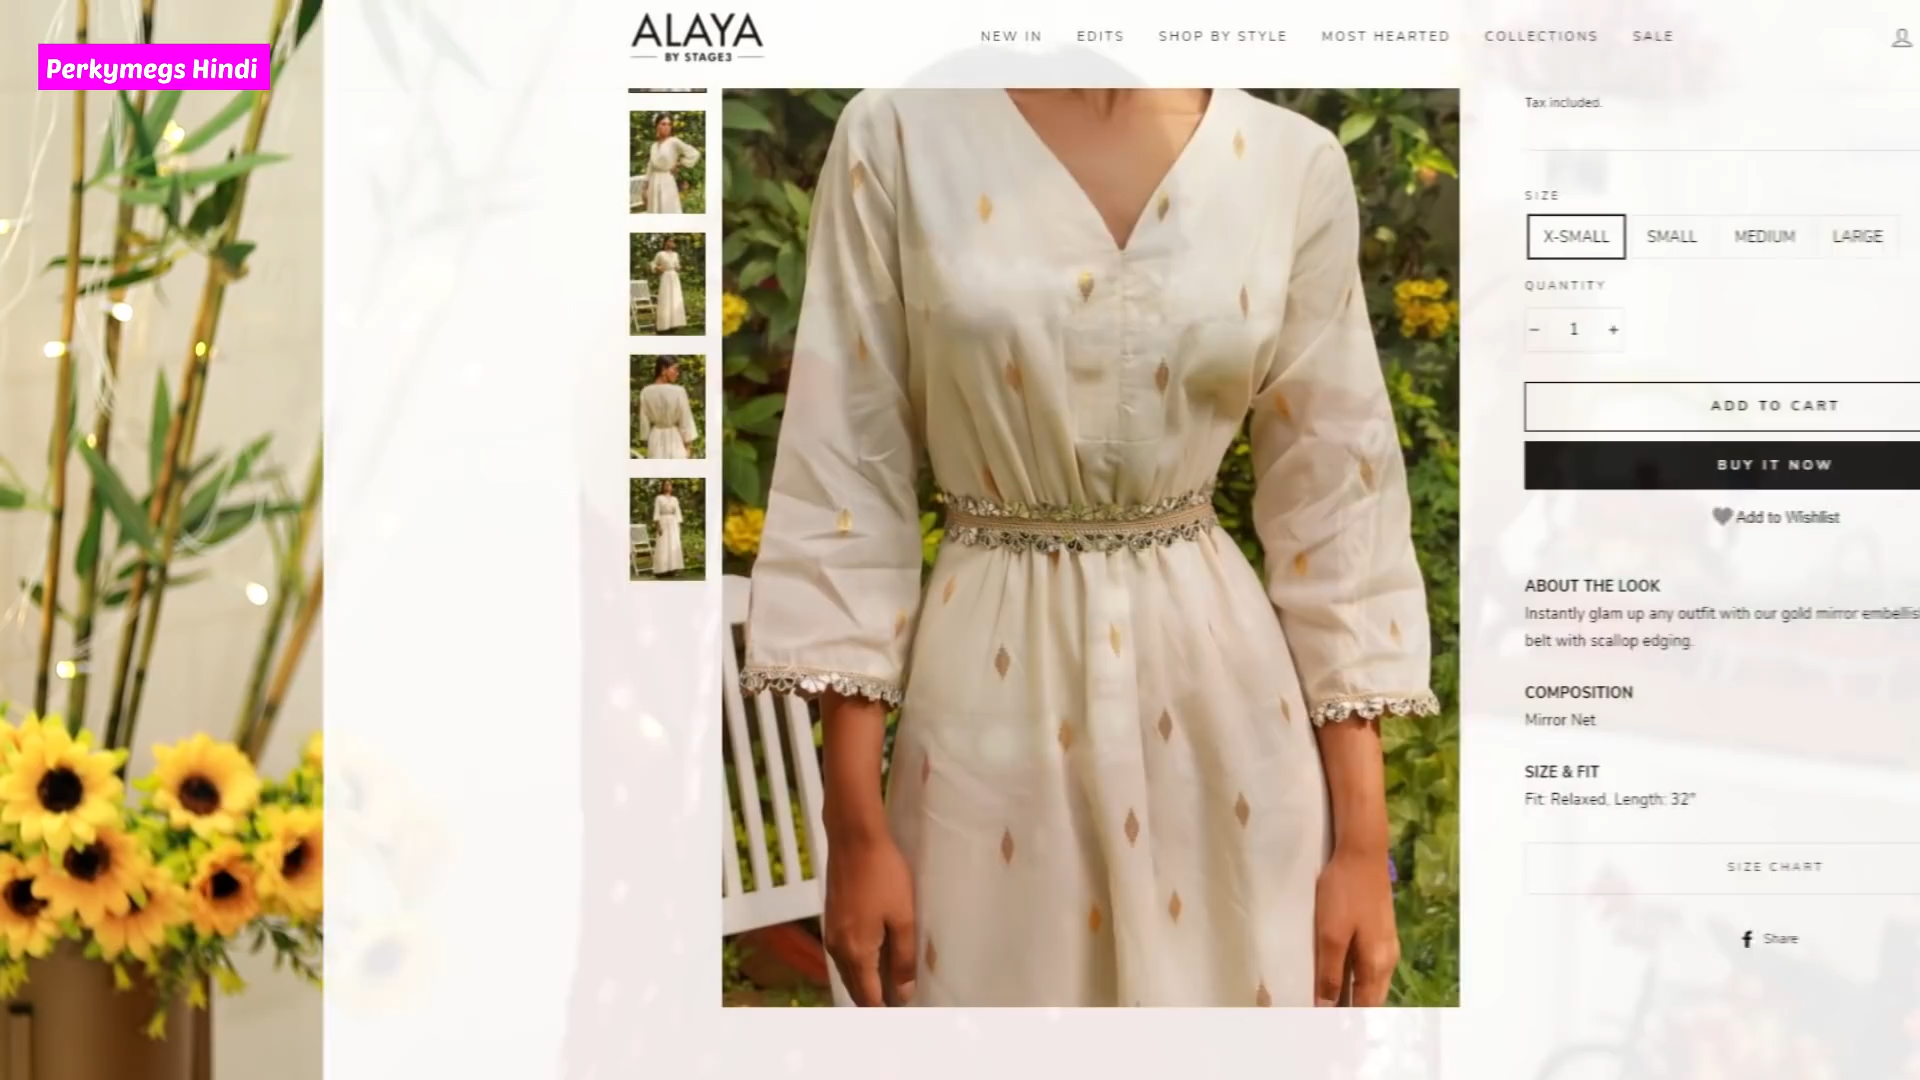 Perkymegs Hindi
ALAYA
BY STAGE3
NEW IN EDITS SHOP BY STYLE MOST HEARTED COLLECTIONS SALE
Tax included.
SIZE
X-SMALL SMALL MEDIUM LARGE
QUANTITY
− 1 +
ADD TO CART
BUY IT NOW
Add to Wishlist
ABOUT THE LOOK
Instantly glam up any outfit with our gold mirror
belt with scallop edging.
COMPOSITION
Mirror Net
SIZE & FIT
Fit: Relaxed, Length: 32"
SIZE CHART
Share